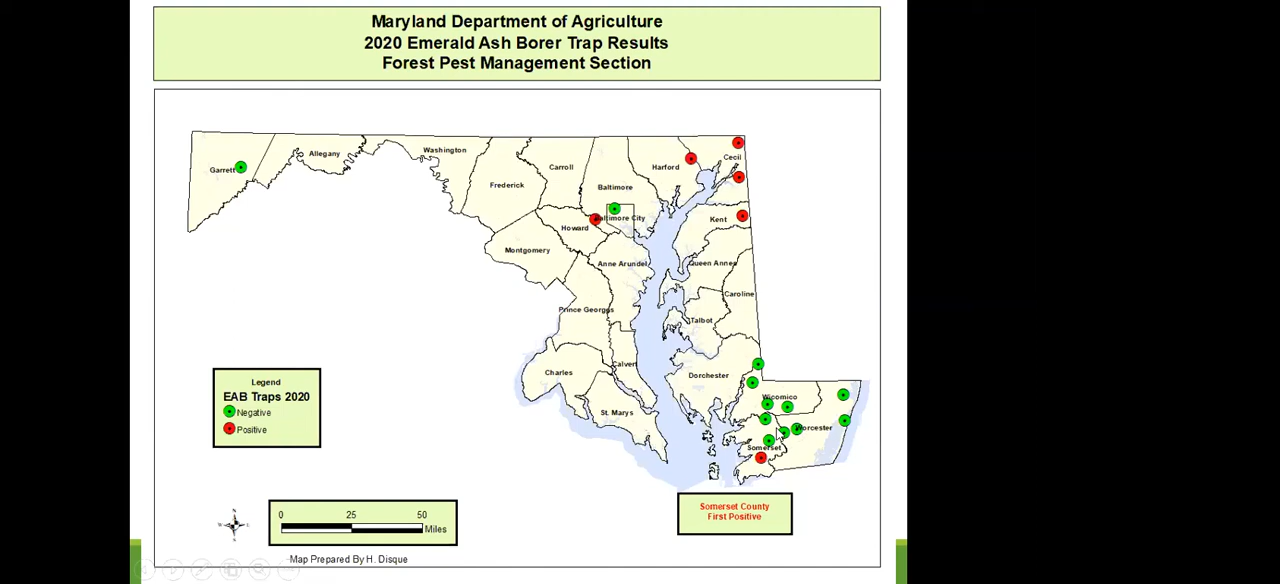 Maryland Department of Agriculture
2020 Emerald Ash Borer Trap Results
Forest Pest Management Section
Garrett
Allegany
Washington
Frederick
Carroll
Baltimore
Harford
Cecil
Baltimore City
Howard
Kent
Montgomery
Anne Arundel
Queen Annes
Caroline
Prince Georges
Talbot
Calvert
Charles
Dorchester
St. Marys
Wicomico
Worcester
Somerset
Legend
EAB Traps 2020
Negative
Positive
Somerset County
First Positive
0 25 50
Miles
N
W
S
Map Prepared By H. Disque